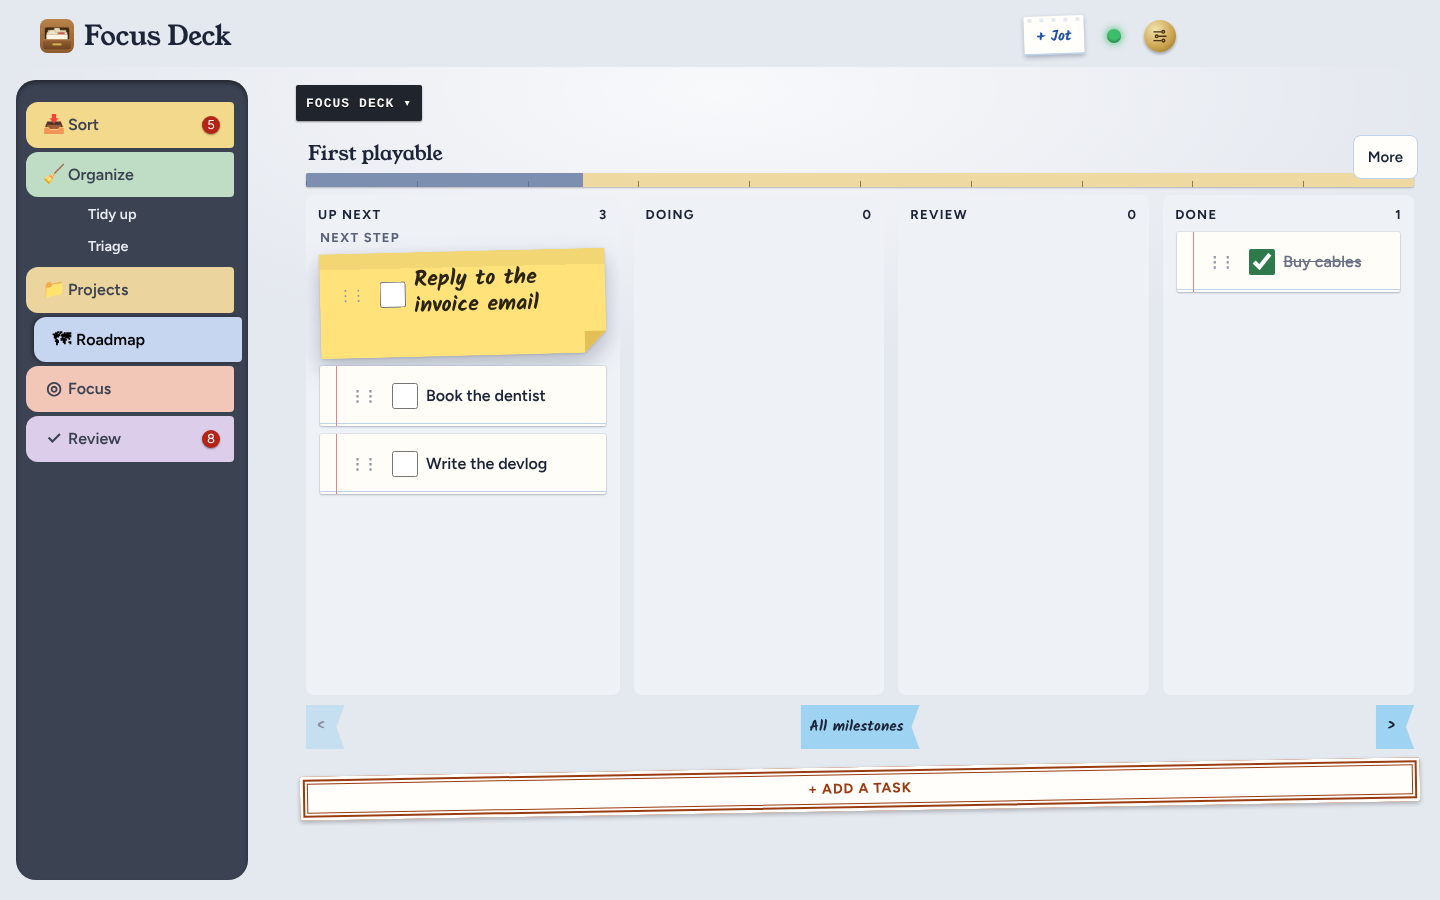 Focus Deck
+ Jot
Sort 5
Organize
Tidy up
Triage
Projects
Roadmap
Focus
Review 8
FOCUS DECK ▾
First playable
More
UP NEXT 3
NEXT STEP
Reply to the
invoice email
Book the dentist
Write the devlog
DOING 0
REVIEW 0
DONE 1
Buy cables
<
All milestones
>
+ ADD A TASK